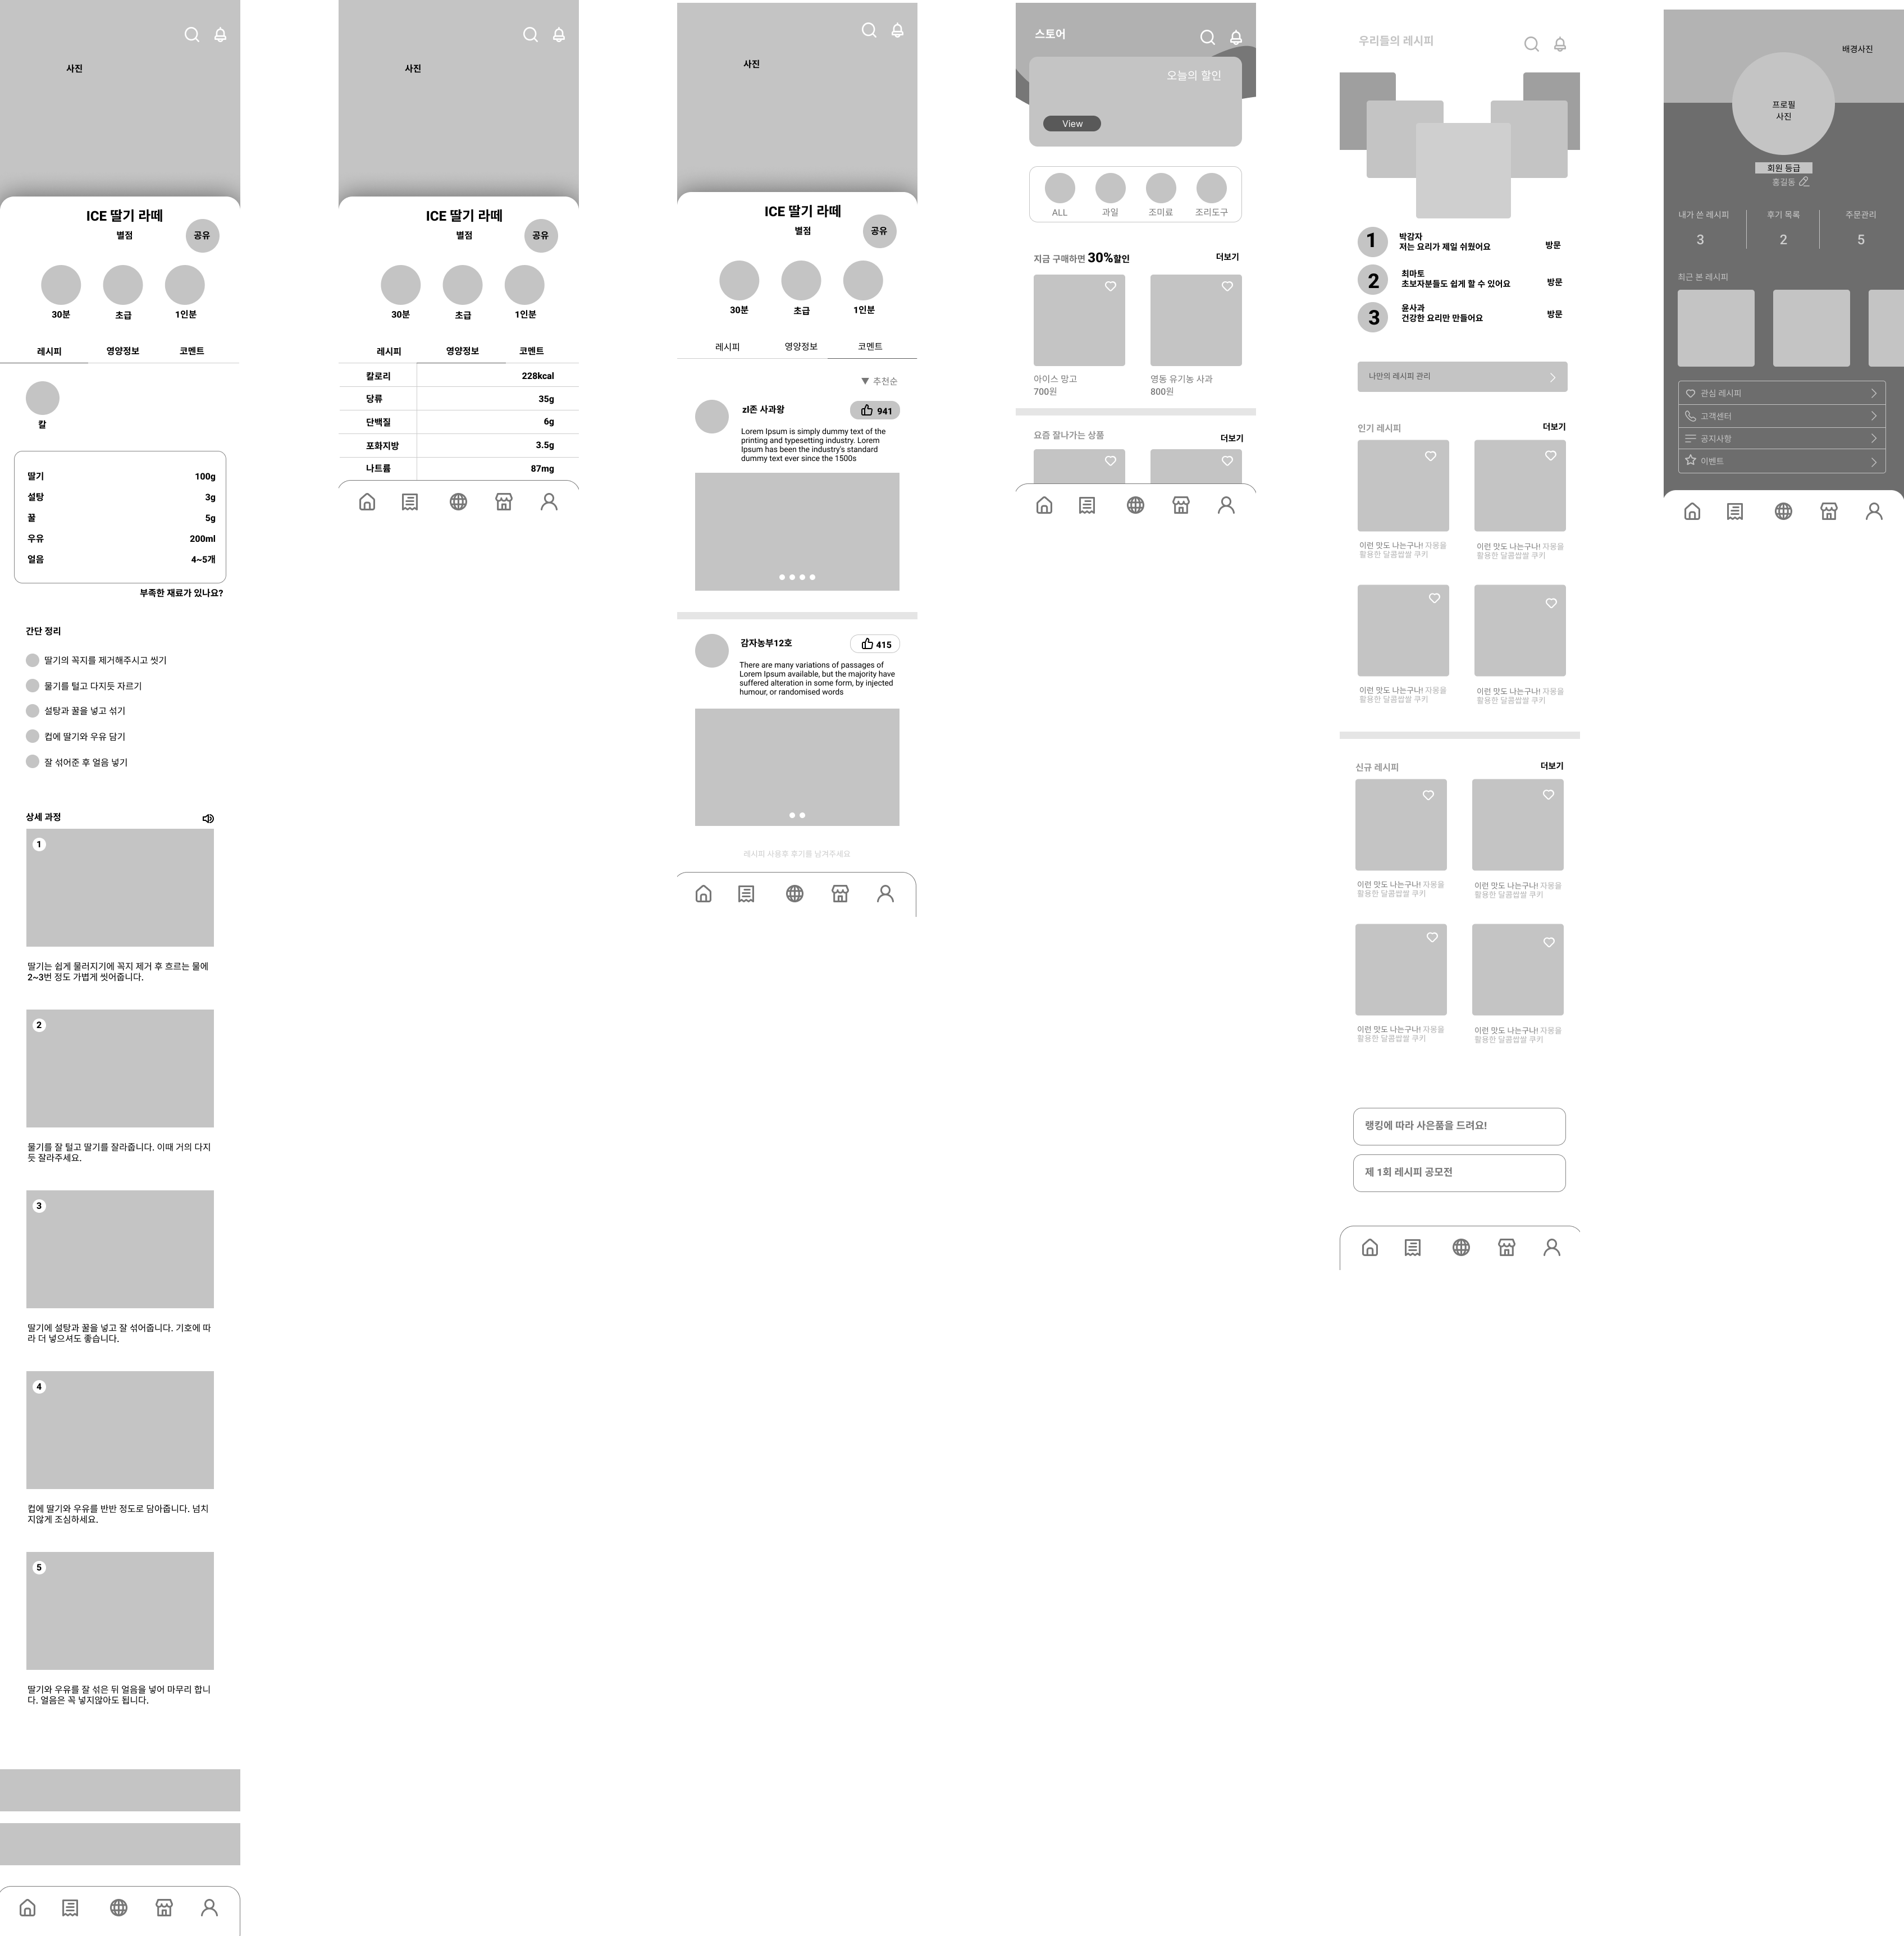 사진
ICE 딸기 라떼
별점
공유
30분
초급
1인분
레시피
영양정보
코멘트
칼
딸기
100g
설탕
3g
꿀
5g
우유
200ml
얼음
4~5개
부족한 재료가 있나요?
간단 정리
딸기의 꼭지를 제거해주시고 씻기
물기를 털고 다지듯 자르기
설탕과 꿀을 넣고 섞기
컵에 딸기와 우유 담기
잘 섞어준 후 얼음 넣기
상세 과정
1
딸기는 쉽게 물러지기에 꼭지 제거 후 흐르는 물에
2~3번 정도 가볍게 씻어줍니다.
2
물기를 잘 털고 딸기를 잘라줍니다. 이때 거의 다지
듯 잘라주세요.
3
딸기에 설탕과 꿀을 넣고 잘 섞어줍니다. 기호에 따
라 더 넣으셔도 좋습니다.
4
컵에 딸기와 우유를 반반 정도로 담아줍니다. 넘치
지않게 조심하세요.
5
딸기와 우유를 잘 섞은 뒤 얼음을 넣어 마무리 합니
다. 얼음은 꼭 넣지않아도 됩니다.
사진
ICE 딸기 라떼
별점
공유
30분
초급
1인분
레시피
영양정보
코멘트
칼로리
228kcal
당류
35g
단백질
6g
포화지방
3.5g
나트륨
87mg
사진
ICE 딸기 라떼
별점
공유
30분
초급
1인분
레시피
영양정보
코멘트
▼ 추천순
zl존 사과왕
941
Lorem Ipsum is simply dummy text of the
printing and typesetting industry. Lorem
Ipsum has been the industry's standard
dummy text ever since the 1500s
감자농부12호
415
There are many variations of passages of
Lorem Ipsum available, but the majority have
suffered alteration in some form, by injected
humour, or randomised words
레시피 사용후 후기를 남겨주세요
스토어
오늘의 할인
View
ALL
과일
조미료
조리도구
지금 구매하면 30%할인
더보기
아이스 망고
700원
영동 유기농 사과
800원
요즘 잘나가는 상품
더보기
우리들의 레시피
1
박감자
저는 요리가 제일 쉬웠어요
방문
2
최마토
초보자분들도 쉽게 할 수 있어요
방문
3
윤사과
건강한 요리만 만들어요
방문
나만의 레시피 관리
인기 레시피
더보기
이런 맛도 나는구나! 자몽을
활용한 달콤쌉쌀 쿠키
이런 맛도 나는구나! 자몽을
활용한 달콤쌉쌀 쿠키
이런 맛도 나는구나! 자몽을
활용한 달콤쌉쌀 쿠키
이런 맛도 나는구나! 자몽을
활용한 달콤쌉쌀 쿠키
신규 레시피
더보기
이런 맛도 나는구나! 자몽을
활용한 달콤쌉쌀 쿠키
이런 맛도 나는구나! 자몽을
활용한 달콤쌉쌀 쿠키
이런 맛도 나는구나! 자몽을
활용한 달콤쌉쌀 쿠키
이런 맛도 나는구나! 자몽을
활용한 달콤쌉쌀 쿠키
랭킹에 따라 사은품을 드려요!
제 1회 레시피 공모전
배경사진
프로필
사진
회원 등급
홍길동
내가 쓴 레시피
3
후기 목록
2
주문관리
5
최근 본 레시피
관심 레시피
고객센터
공지사항
이벤트